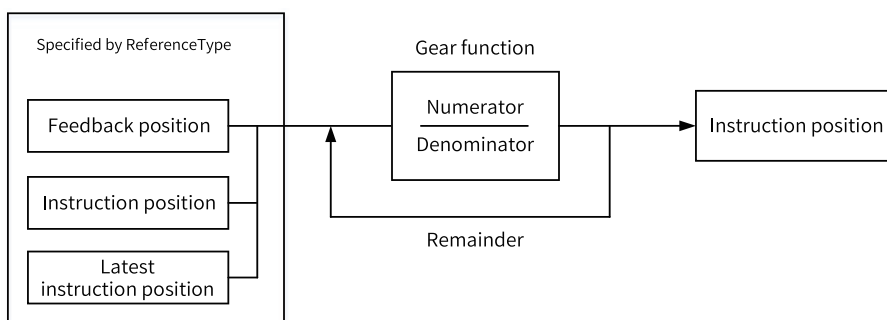 Specified by ReferenceType
Feedback position
Instruction position
Latest
instruction position
Gear function
Numerator
Denominator
Remainder
Instruction position